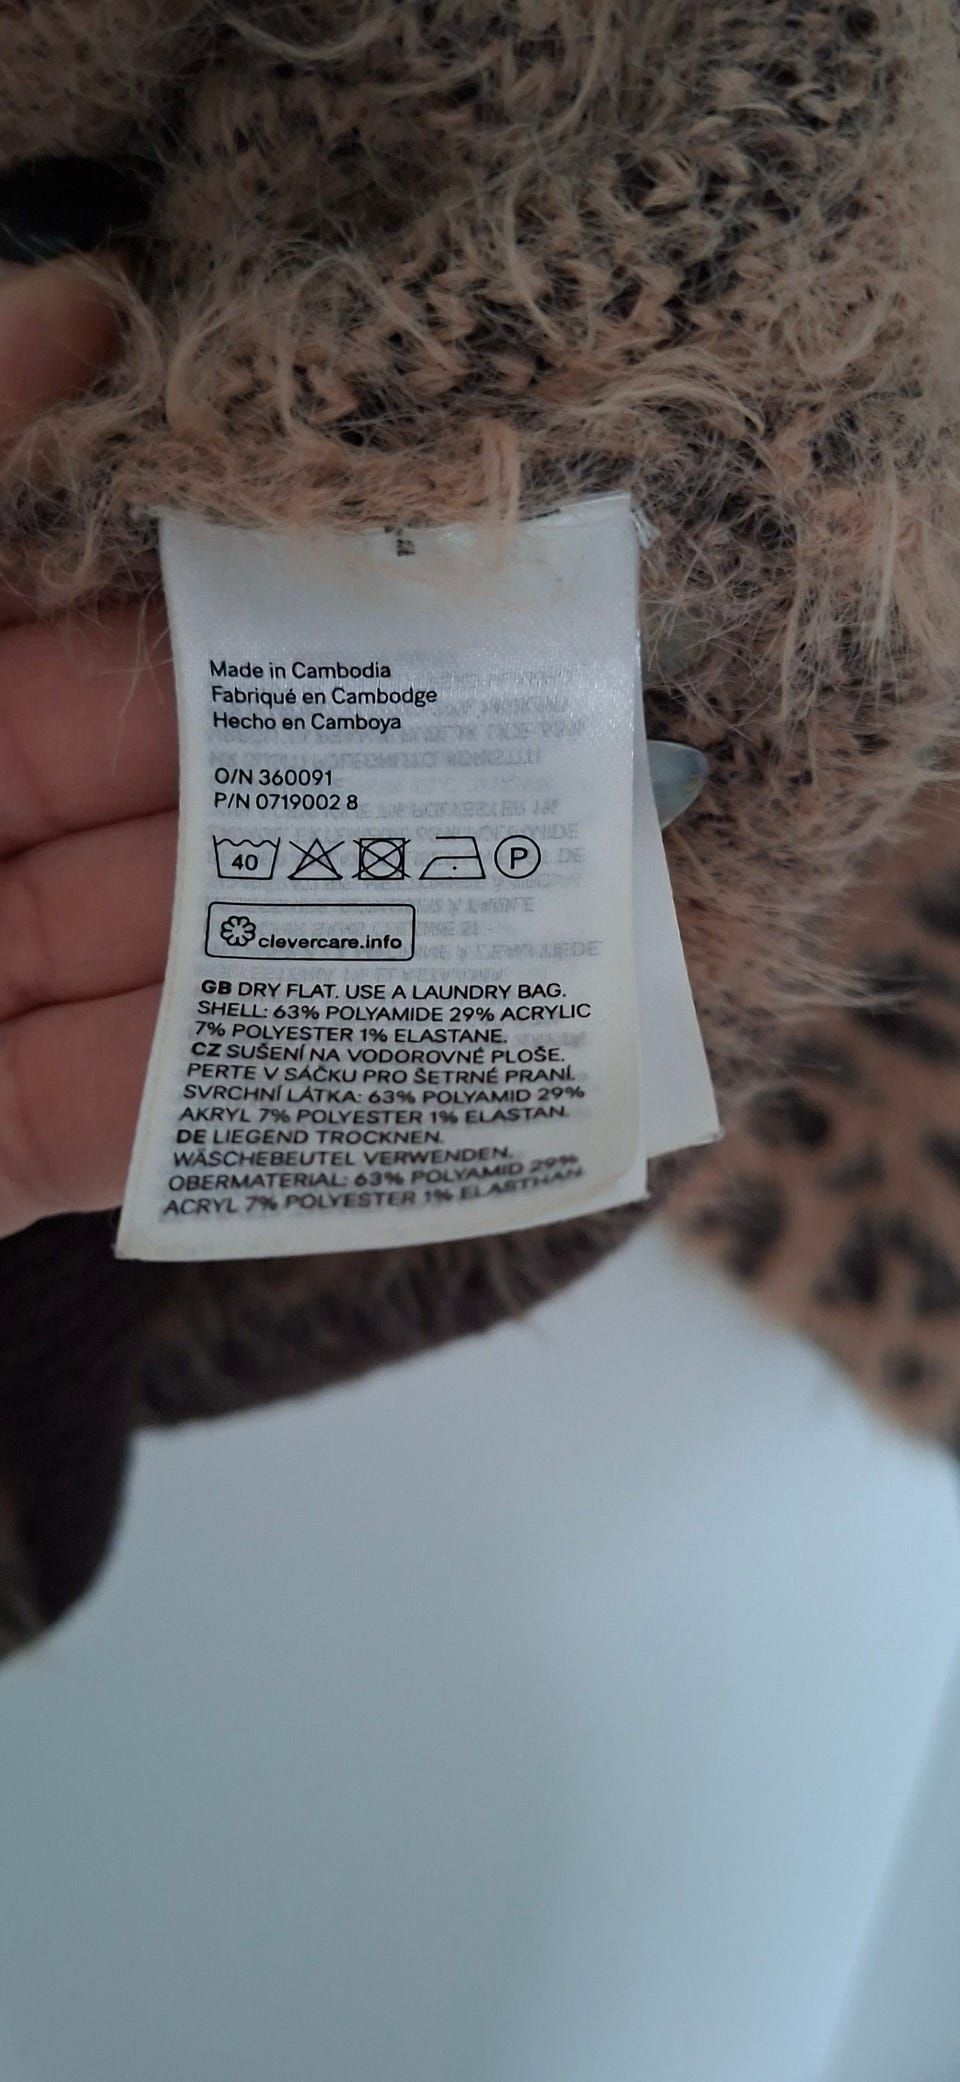 Made in Cambodia
Fabriqué en Cambodge
Hecho en Camboya
O/N 360091
P/N 0719002 8
40 P
clevercare.info
GB DRY FLAT. USE A LAUNDRY BAG.
SHELL: 63% POLYAMIDE 29% ACRYLIC
7% POLYESTER 1% ELASTANE.
CZ SUŠENÍ NA VODOROVNÉ PLOŠE.
PERTE V SÁČKU PRO ŠETRNÉ PRANÍ.
SVRCHNÍ LÁTKA: 63% POLYAMID 29%
AKRYL 7% POLYESTER 1% ELASTAN.
DE LIEGEND TROCKNEN.
WÄSCHEBEUTEL VERWENDEN.
OBERMATERIAL: 63% POLYAMID 29%
ACRYL 7% POLYESTER 1% ELASTHAN.